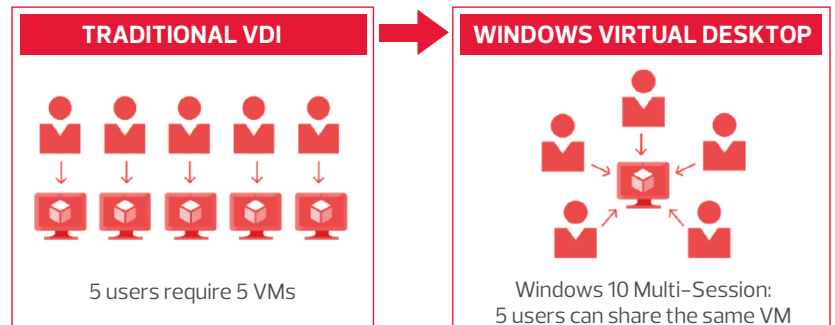 TRADITIONAL VDI
5 users require 5 VMs
WINDOWS VIRTUAL DESKTOP
Windows 10 Multi-Session:
5 users can share the same VM